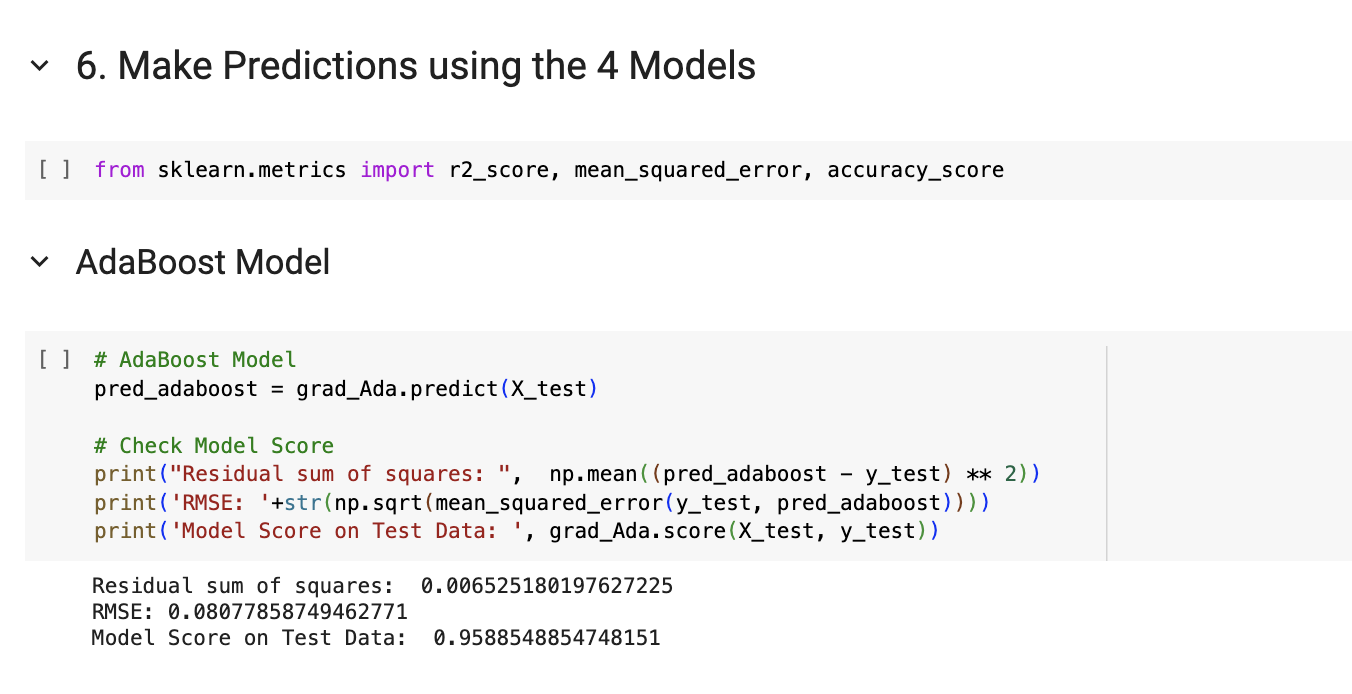 6. Make Predictions using the 4 Models
[ ] from sklearn.metrics import r2_score, mean_squared_error, accuracy_score
AdaBoost Model
[ ] # AdaBoost Model
pred_adaboost = grad_Ada.predict(X_test)
# Check Model Score
print("Residual sum of squares: ",  np.mean((pred_adaboost - y_test) ** 2))
print('RMSE: '+str(np.sqrt(mean_squared_error(y_test, pred_adaboost))))
print('Model Score on Test Data: ', grad_Ada.score(X_test, y_test))
Residual sum of squares:  0.006525180197627225
RMSE: 0.08077858749462771
Model Score on Test Data:  0.9588548854748151